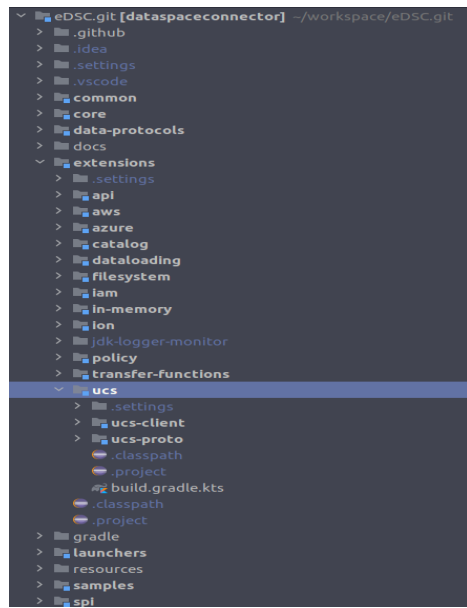 eDSC.git [dataspaceconnector] ~/workspace/eDSC.git
.github
.idea
.settings
.vscode
common
core
data-protocols
docs
extensions
.settings
api
aws
azure
catalog
dataloading
filesystem
iam
in-memory
ion
jdk-logger-monitor
policy
transfer-functions
ucs
.settings
ucs-client
ucs-proto
.classpath
.project
build.gradle.kts
.classpath
.project
gradle
launchers
resources
samples
spi